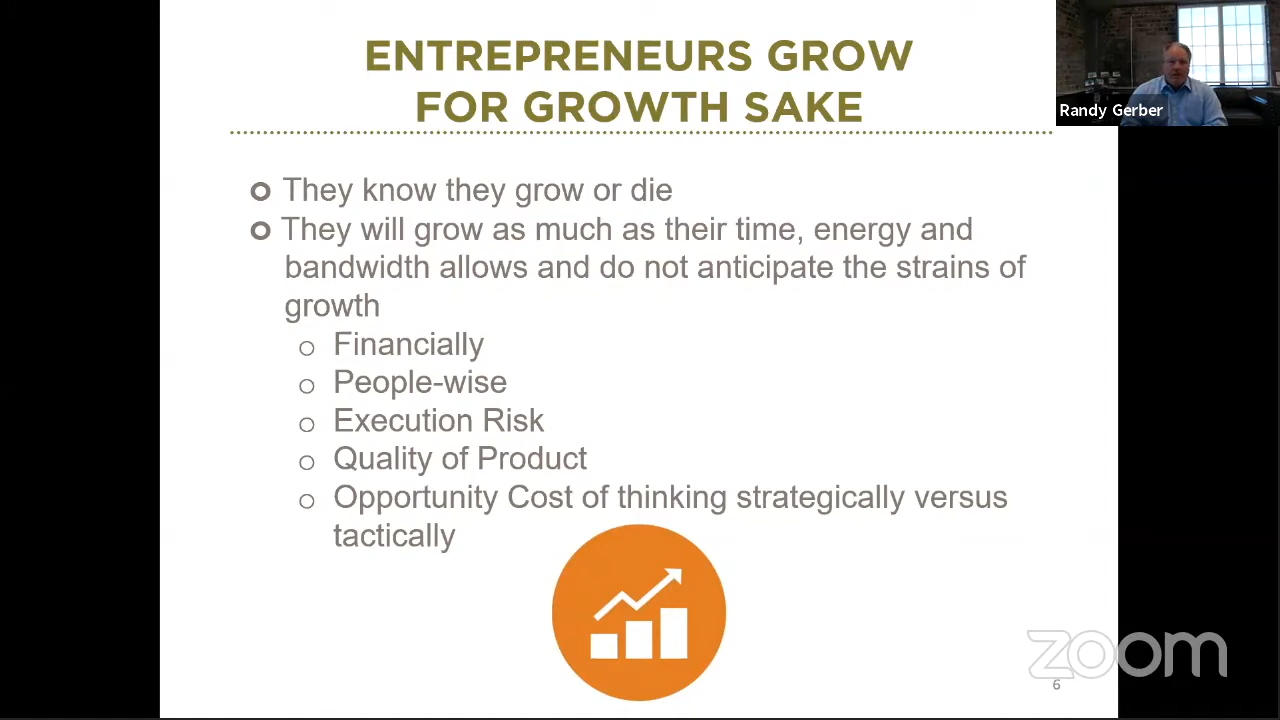 ENTREPRENEURS GROW
FOR GROWTH SAKE
Randy Gerber
They know they grow or die
They will grow as much as their time, energy and
bandwidth allows and do not anticipate the strains of
growth
Financially
People-wise
Execution Risk
Quality of Product
Opportunity Cost of thinking strategically versus
tactically
zoom
6